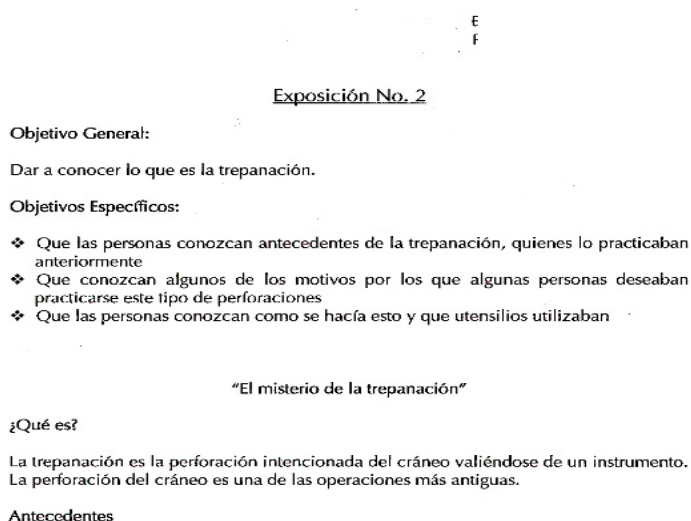 Exposición No. 2
Objetivo General:
Dar a conocer lo que es la trepanación.
Objetivos Específicos:
❖ Que las personas conozcan antecedentes de la trepanación, quienes lo practicaban
anteriormente
❖ Que conozcan algunos de los motivos por los que algunas personas deseaban
practicarse este tipo de perforaciones
❖ Que las personas conozcan como se hacía esto y que utensilios utilizaban
"El misterio de la trepanación"
¿Qué es?
La trepanación es la perforación intencionada del cráneo valiéndose de un instrumento.
La perforación del cráneo es una de las operaciones más antiguas.
Antecedentes